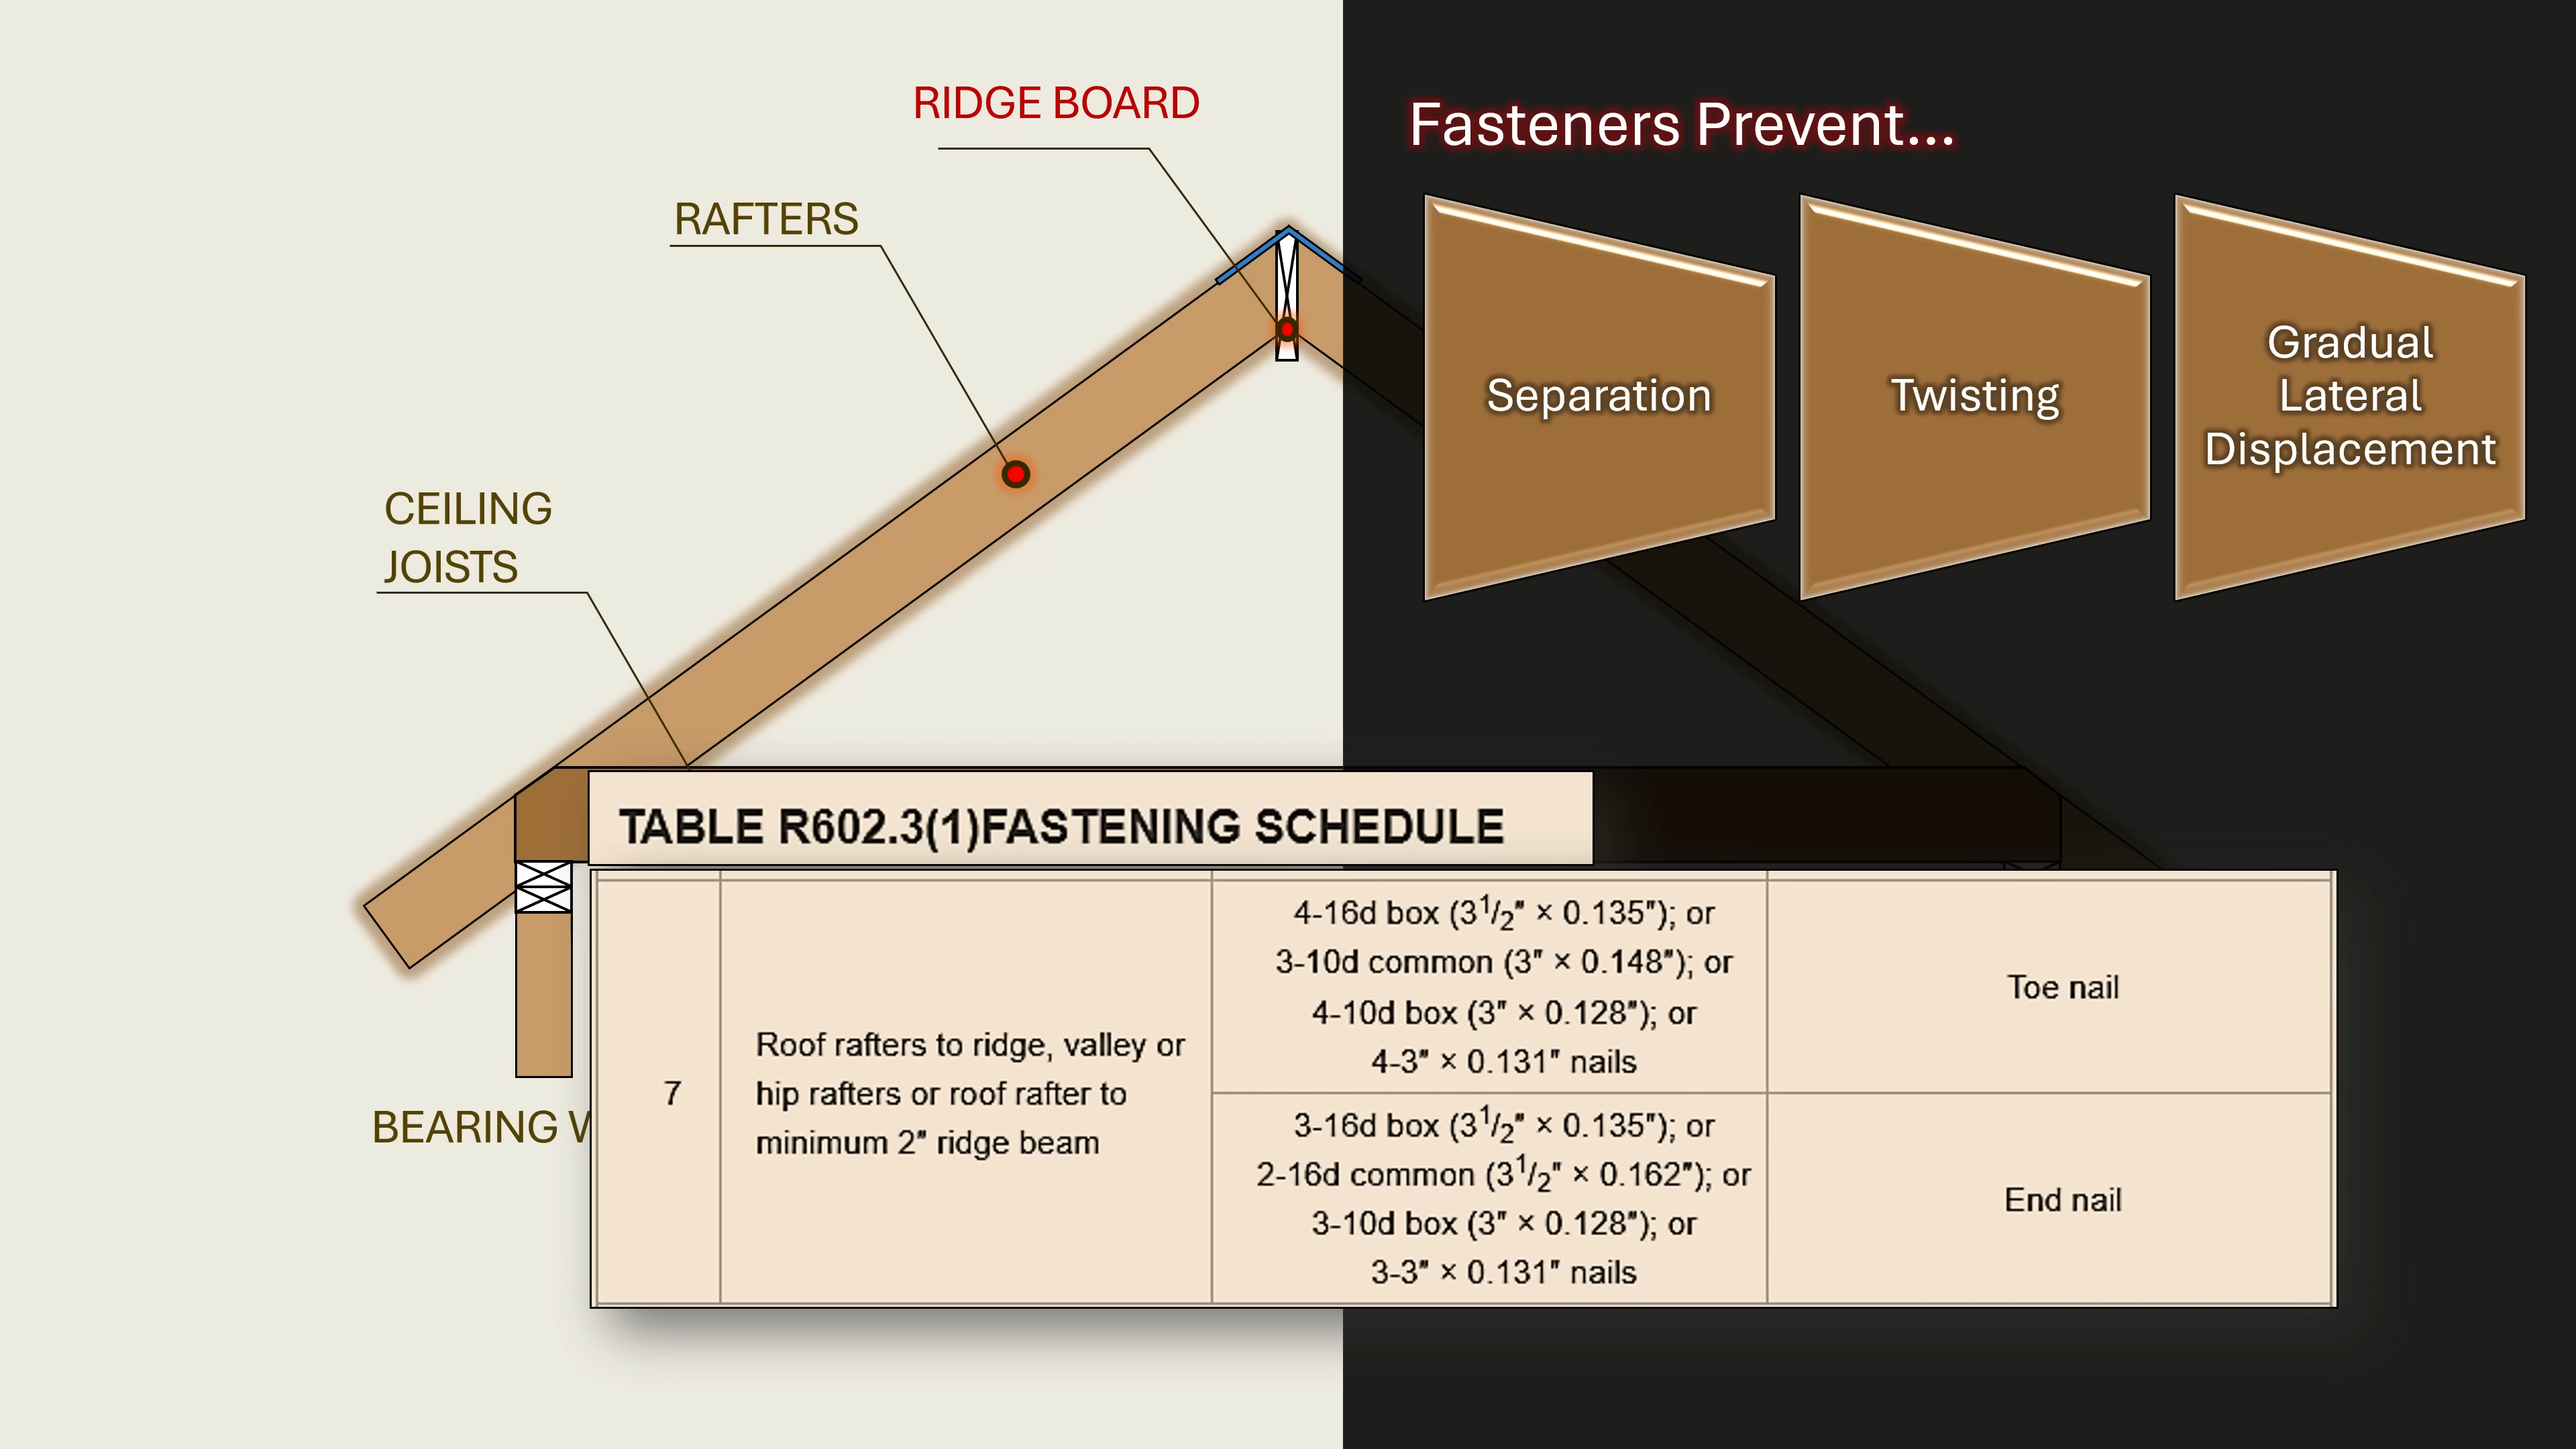 RIDGE BOARD
RAFTERS
CEILING
JOISTS
BEARING W
Fasteners Prevent...
Separation
Twisting
Gradual
Lateral
Displacement
TABLE R602.3(1)FASTENING SCHEDULE
7
Roof rafters to ridge, valley or
hip rafters or roof rafter to
minimum 2″ ridge beam
4-16d box (3 1/2″ × 0.135″); or
3-10d common (3″ × 0.148″); or
4-10d box (3″ × 0.128″); or
4-3″ × 0.131″ nails
Toe nail
3-16d box (3 1/2″ × 0.135″); or
2-16d common (3 1/2″ × 0.162″); or
3-10d box (3″ × 0.128″); or
3-3″ × 0.131″ nails
End nail